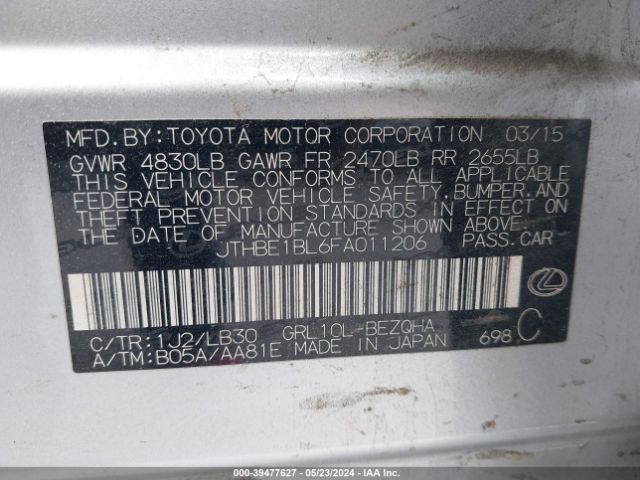 MFD. BY: TOYOTA MOTOR CORPORATION 03/15
GVWR 4830LB GAWR FR 2470LB RR 2655LB
THIS VEHICLE CONFORMS TO ALL APPLICABLE
FEDERAL MOTOR VEHICLE SAFETY, BUMPER, AND
THEFT PREVENTION STANDARDS IN EFFECT ON
THE DATE OF MANUFACTURE SHOWN ABOVE.
JTHBE1BL6FA011206 PASS. CAR
C/TR: 1J2/LB30 GRL10L-BEZQHA
A/TM: B05A/AA81E MADE IN JAPAN 698 C
000-39477627 - 05/23/2024 - IAA Inc.